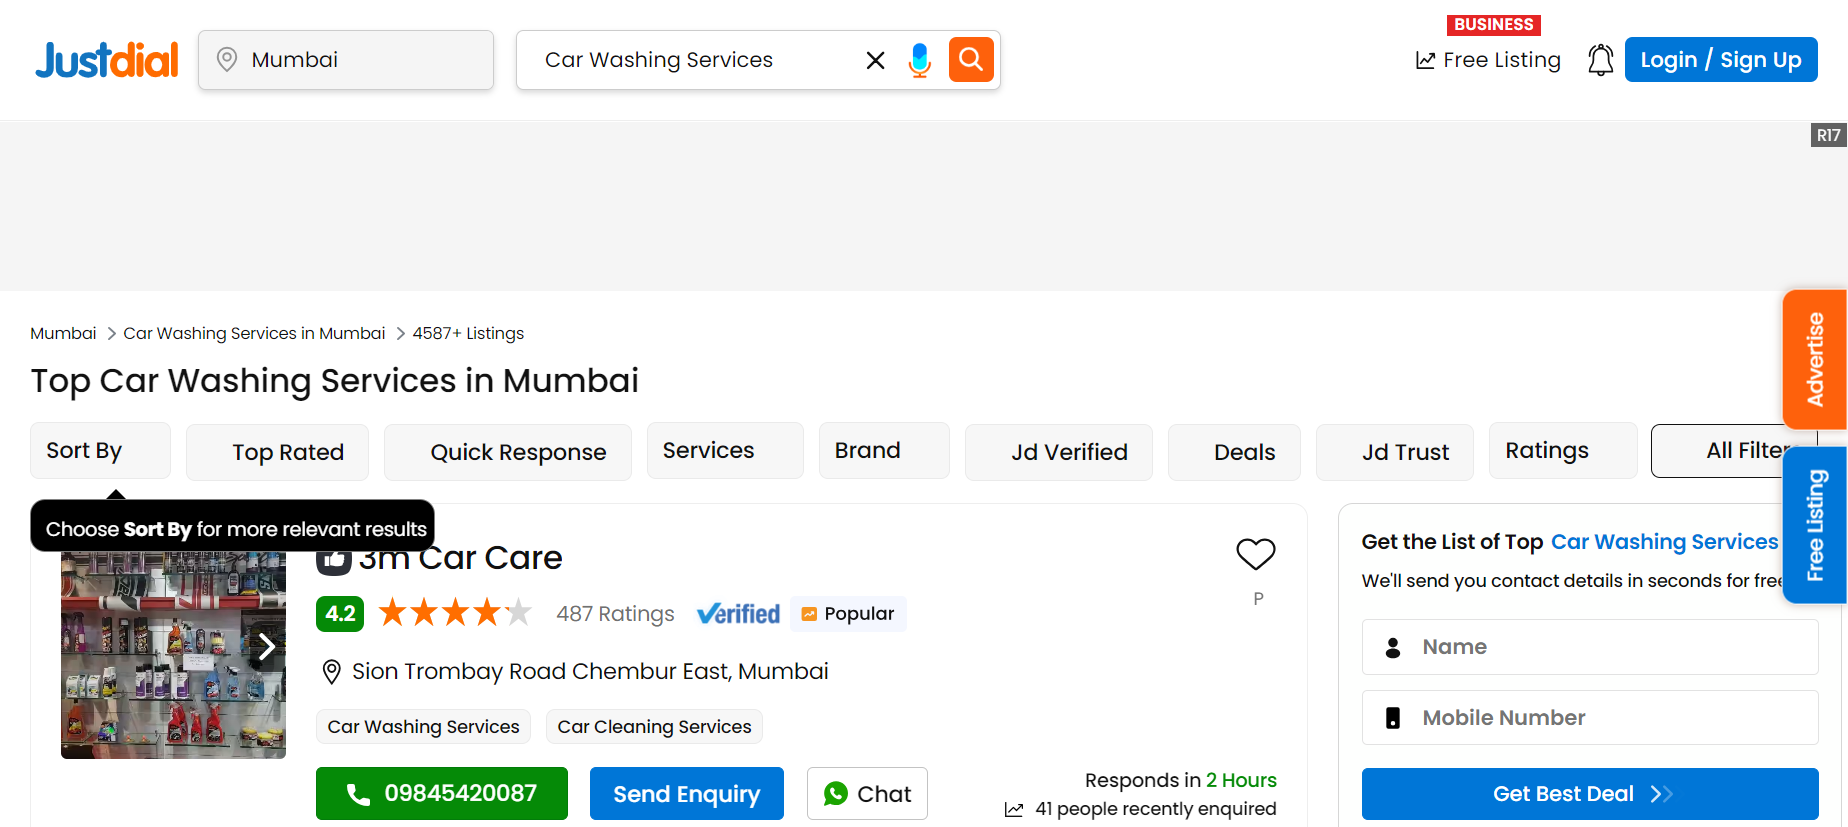 Justdial
Mumbai
Car Washing Services
BUSINESS
Free Listing
Login / Sign Up
R17
Mumbai > Car Washing Services in Mumbai > 4587+ Listings
Top Car Washing Services in Mumbai
Sort By
Top Rated
Quick Response
Services
Brand
Jd Verified
Deals
Jd Trust
Ratings
All Filter
Advertise
Free Listing
Choose Sort By for more relevant results
3m Car Care
4.2
487 Ratings
Verified
Popular
P
Sion Trombay Road Chembur East, Mumbai
Car Washing Services
Car Cleaning Services
09845420087
Send Enquiry
Chat
Responds in 2 Hours
41 people recently enquired
Get the List of Top Car Washing Services
We'll send you contact details in seconds for free
Name
Mobile Number
Get Best Deal